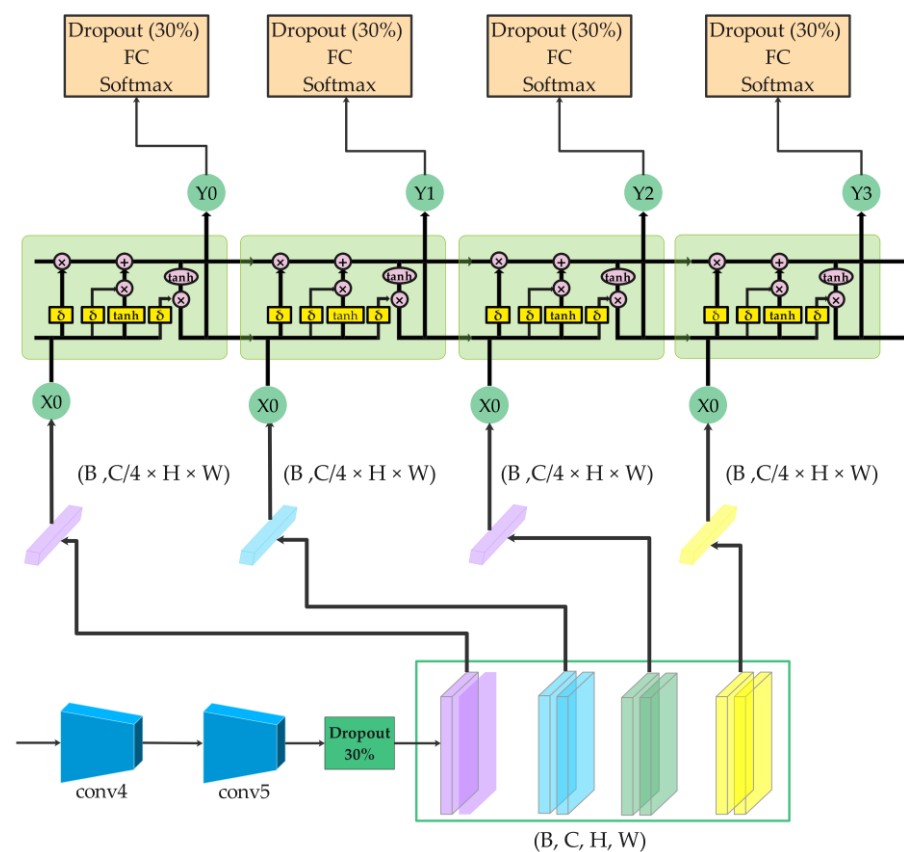 Dropout (30%)
FC
Softmax
Dropout (30%)
FC
Softmax
Dropout (30%)
FC
Softmax
Dropout (30%)
FC
Softmax
Y0
Y1
Y2
Y3
× + tanh ×
× + tanh ×
× + tanh ×
× + tanh ×
×
×
×
×
δ δ tanh δ
δ δ tanh δ
δ δ tanh δ
δ δ tanh δ
X0
X0
X0
X0
(B ,C/4 × H × W)
(B ,C/4 × H × W)
(B ,C/4 × H × W)
(B ,C/4 × H × W)
Dropout
30%
conv4
conv5
(B, C, H, W)